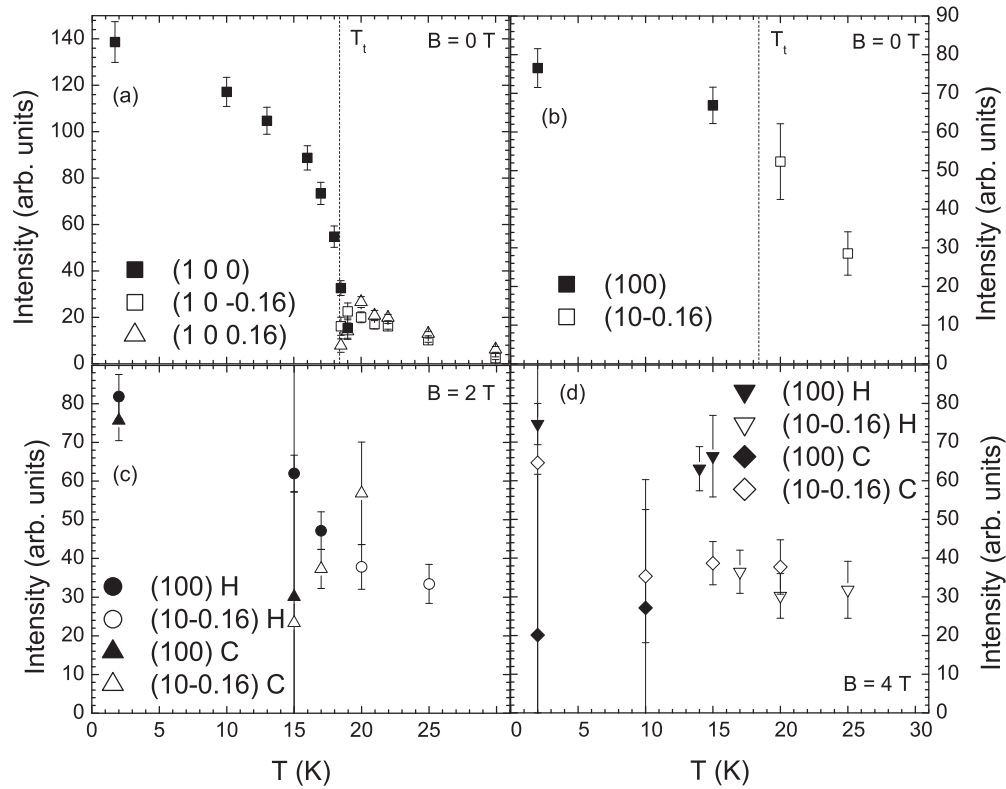 140
120
100
80
60
40
20
0
Intensity (arb. units)
(a)
T_t
B = 0 T
(1 0 0)
(1 0 -0.16)
(1 0 0.16)
90
80
70
60
50
40
30
20
10
0
Intensity (arb. units)
(b)
T_t
B = 0 T
(100)
(10-0.16)
80
70
60
50
40
30
20
10
0
Intensity (arb. units)
(c)
B = 2 T
(100) H
(10-0.16) H
(100) C
(10-0.16) C
0 5 10 15 20 25 30
T (K)
80
70
60
50
40
30
20
10
0
Intensity (arb. units)
(d)
(100) H
(10-0.16) H
(100) C
(10-0.16) C
B = 4 T
0 5 10 15 20 25 30
T (K)